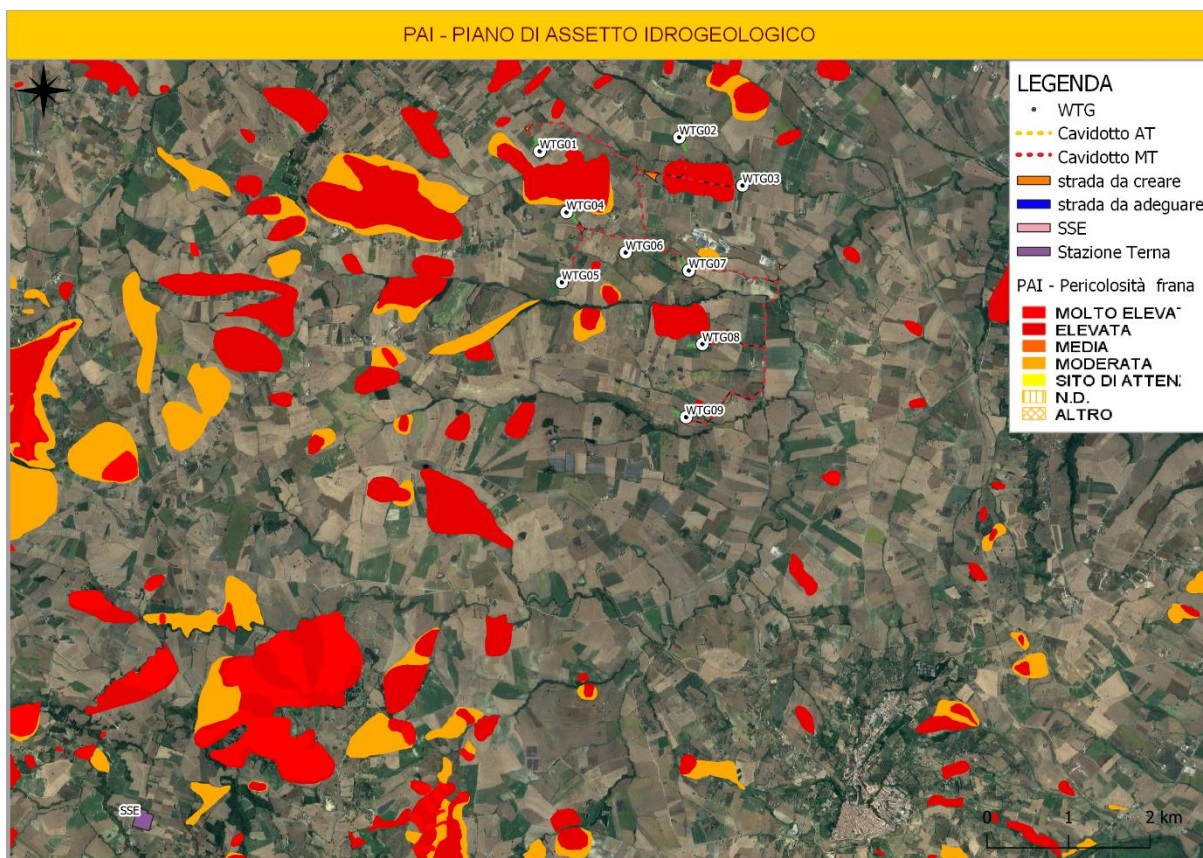 PAI - PIANO DI ASSETTO IDROGEOLOGICO
LEGENDA
WTG
Cavidotto AT
Cavidotto MT
strada da creare
strada da adeguare
SSE
Stazione Terna
PAI - Pericolosità frana
MOLTO ELEVAT
ELEVATA
MEDIA
MODERATA
SITO DI ATTEN
N.D.
ALTRO
WTG02
WTG01
WTG03
WTG04
WTG06
WTG07
WTG05
WTG08
WTG09
SSE
0 1 2 km